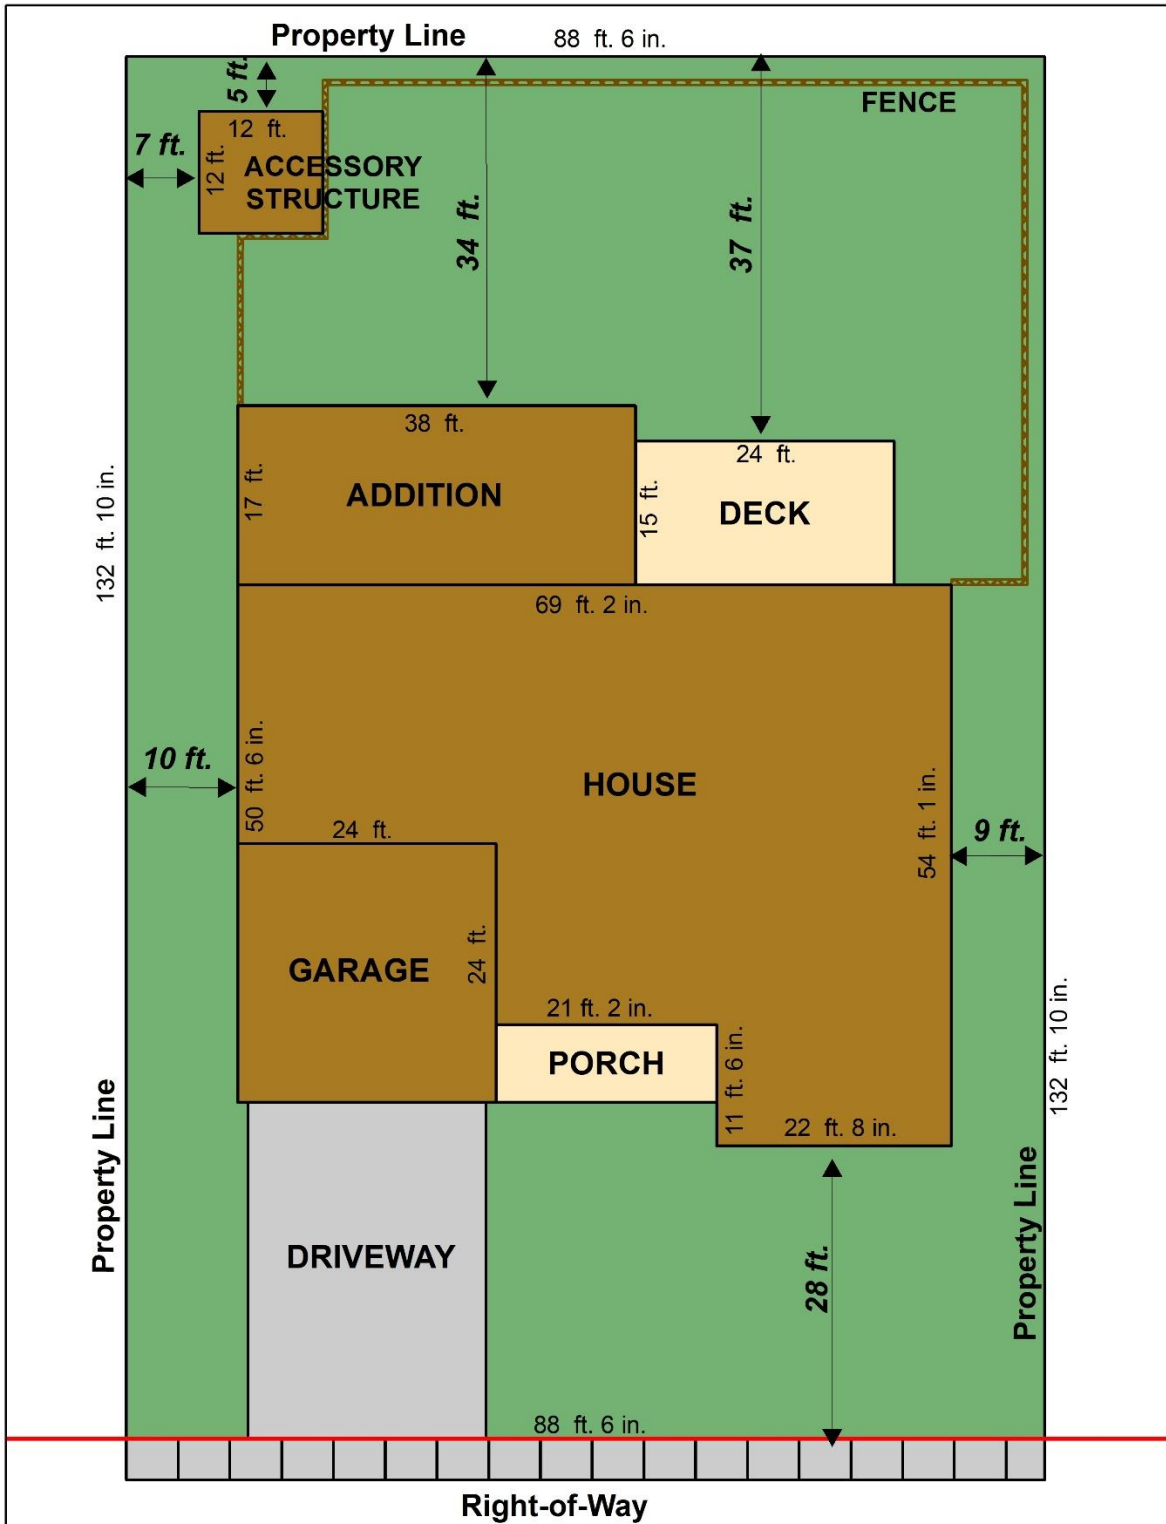 Property Line
88 ft. 6 in.
5 ft.
FENCE
12 ft.
7 ft.
12 ft.
ACCESSORY
STRUCTURE
34 ft.
37 ft.
38 ft.
24 ft.
17 ft.
ADDITION
15 ft.
DECK
132 ft. 10 in.
69 ft. 2 in.
10 ft.
50 ft. 6 in.
HOUSE
54 ft. 1 in.
9 ft.
24 ft.
GARAGE
24 ft.
21 ft. 2 in.
PORCH
11 ft. 6 in.
22 ft. 8 in.
132 ft. 10 in.
Property Line
Property Line
DRIVEWAY
28 ft.
88 ft. 6 in.
Right-of-Way